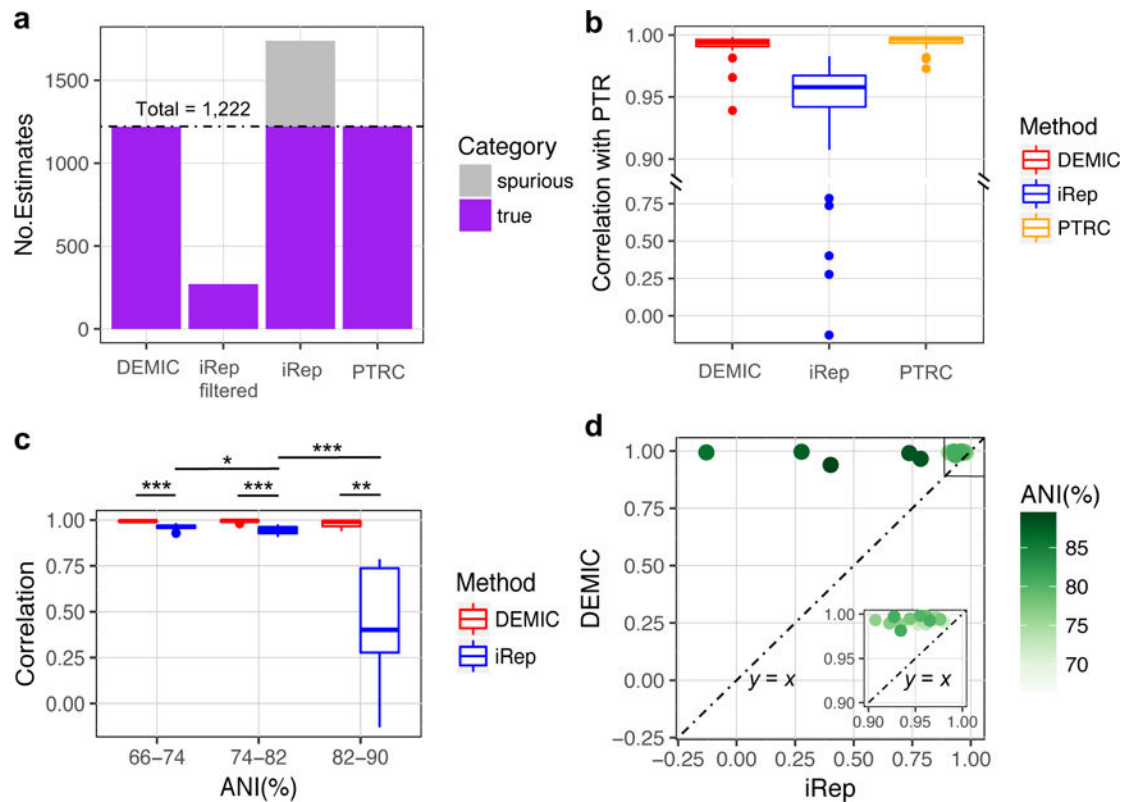 a
No.Estimates
1500
1000
500
0
Total = 1,222
DEMIC
iRep
filtered
iRep
PTRC
Category
spurious
true
b
Correlation with PTR
1.00
0.95
0.90
0.75
0.50
0.25
0.00
DEMIC
iRep
PTRC
Method
DEMIC
iRep
PTRC
c
***
*
***
***
**
Correlation
1.00
0.75
0.50
0.25
0.00
66–74
74–82
82–90
ANI(%)
Method
DEMIC
iRep
d
DEMIC
1.00
0.75
0.50
0.25
0.00
−0.25
y = x
1.00
0.95
0.90
y = x
0.90
0.95
1.00
−0.25
0.00
0.25
0.50
0.75
1.00
iRep
ANI(%)
85
80
75
70